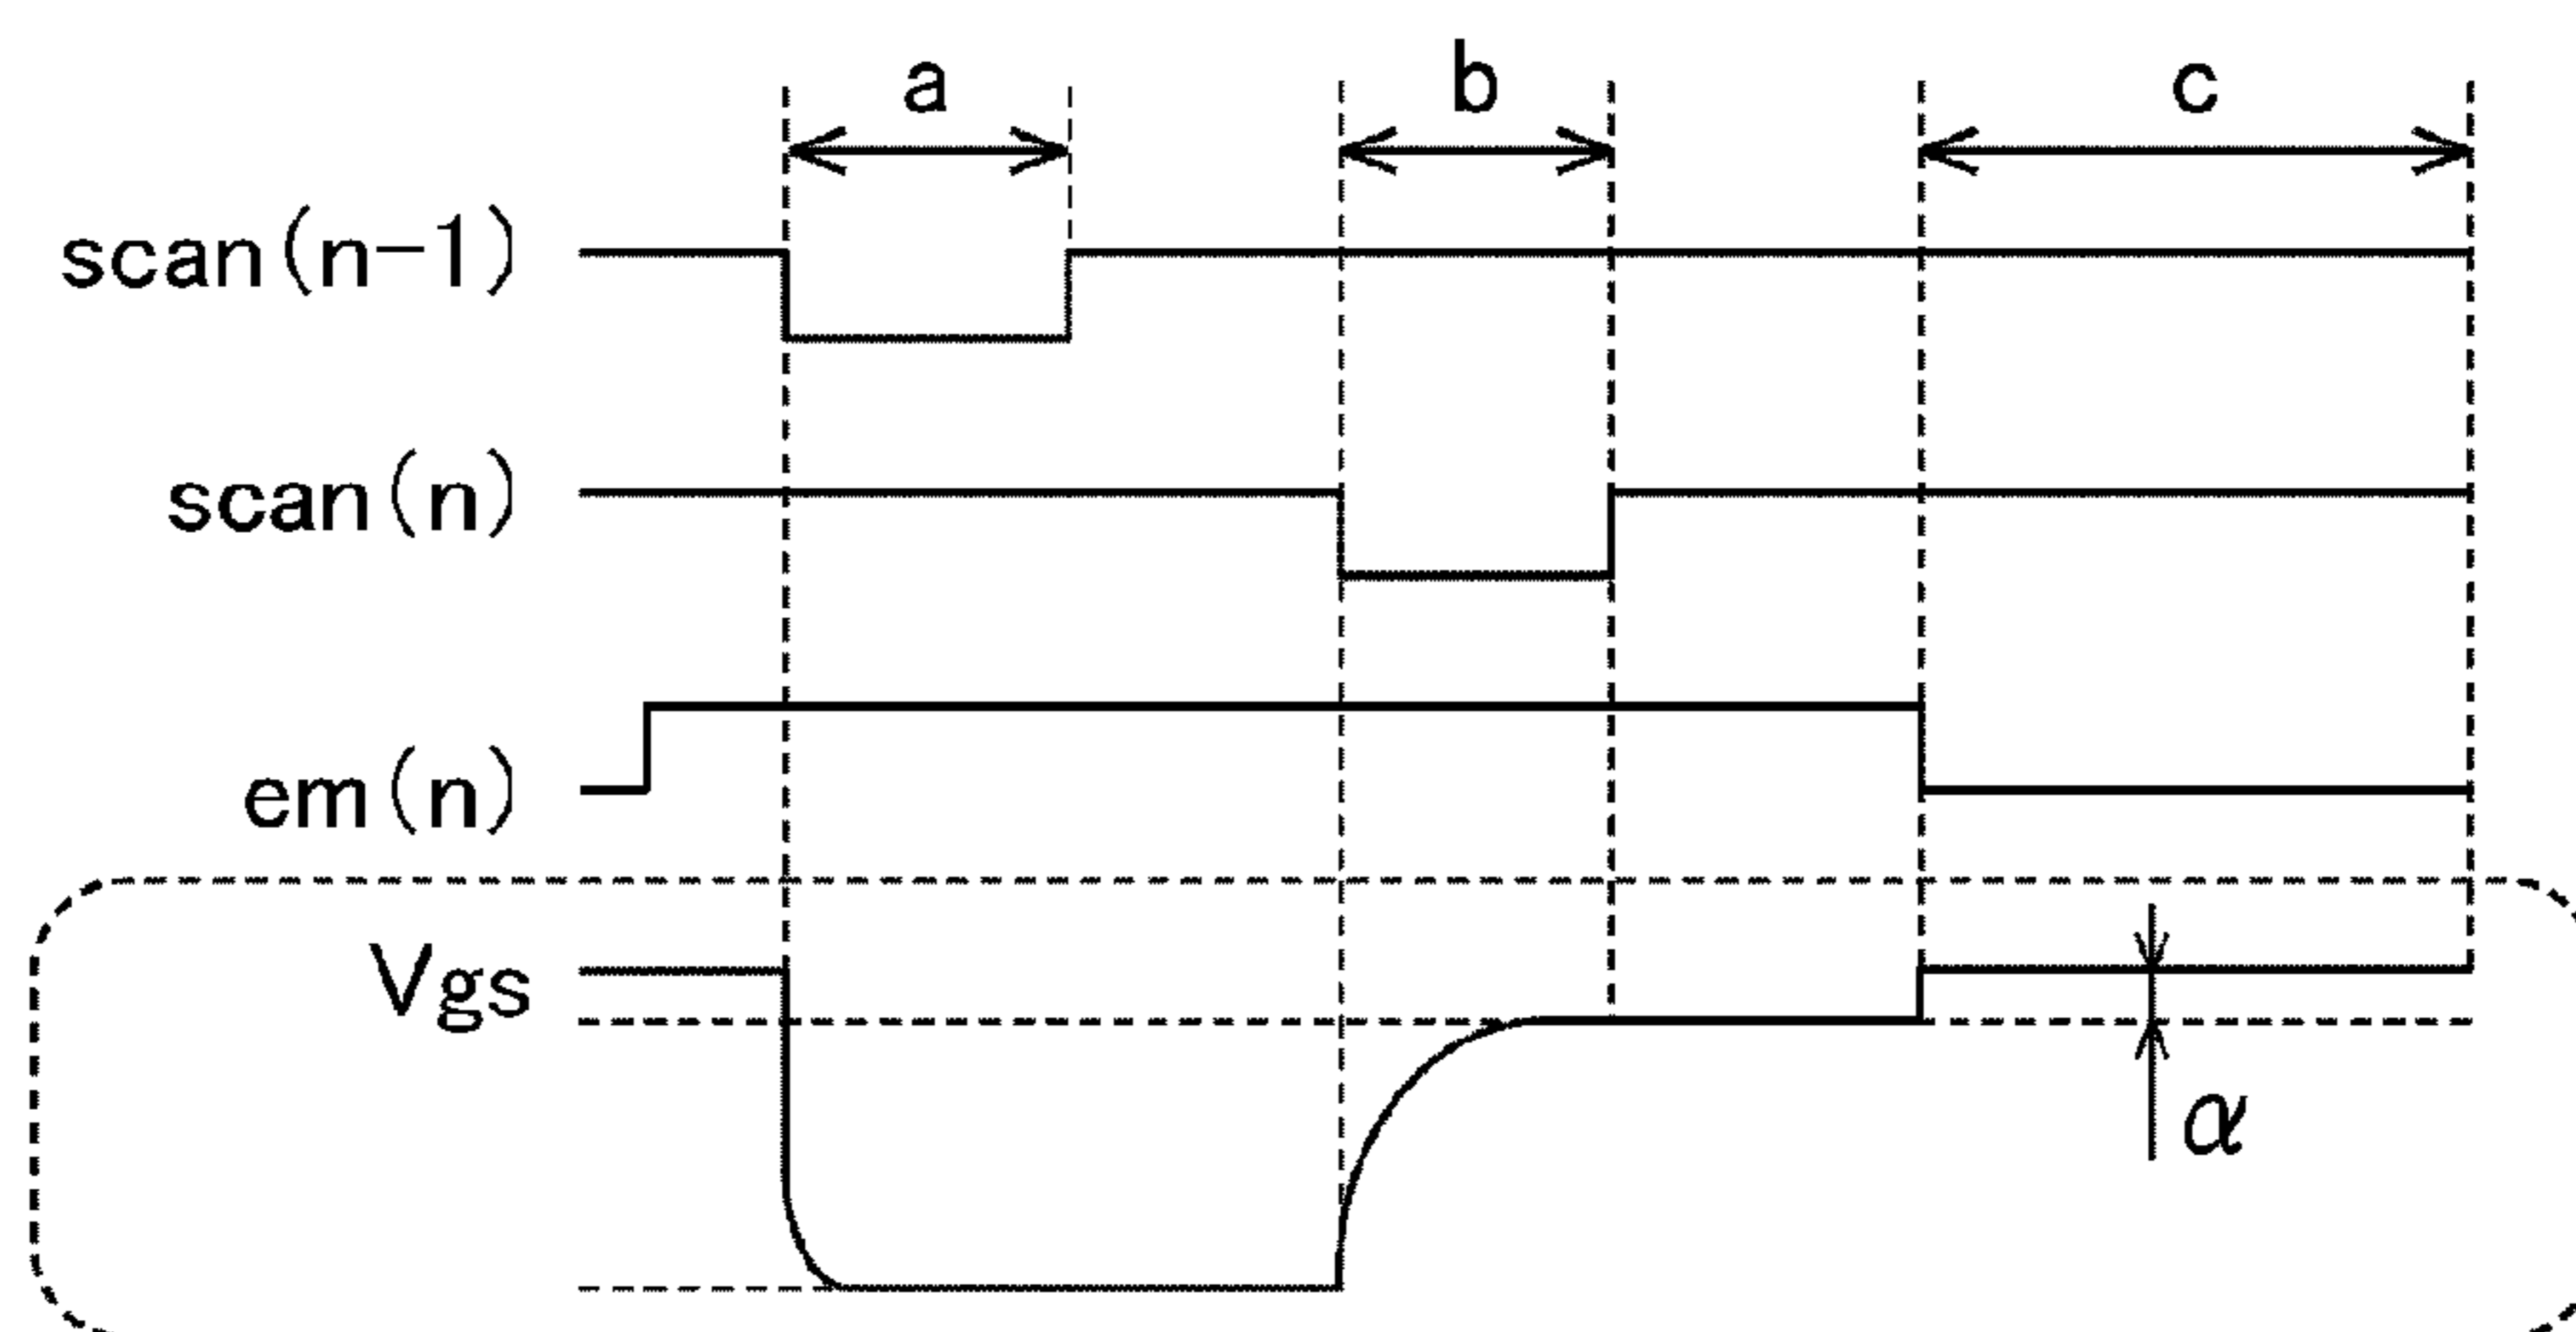 a b c
scan(n-1)
scan(n)
em(n)
Vgs
α